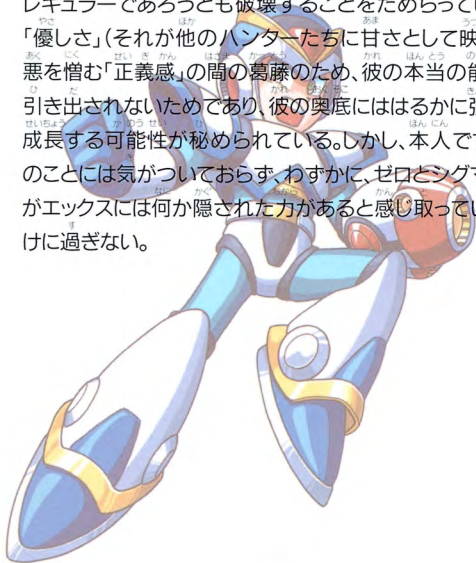 レギュラーであろうとも破壊することをためらってい
「優しさ」(それが他のハンターたちに甘さとして映
悪を憎む「正義感」の間の葛藤のため、彼の本当の能
引き出されないためであり、彼の奥底にははるかに強
成長する可能性が秘められている。しかし、本人で
のことには気がついておらず、わずかに、ゼロとシグマ
がエックスには何か隠された力があると感じ取ってい
けに過ぎない。